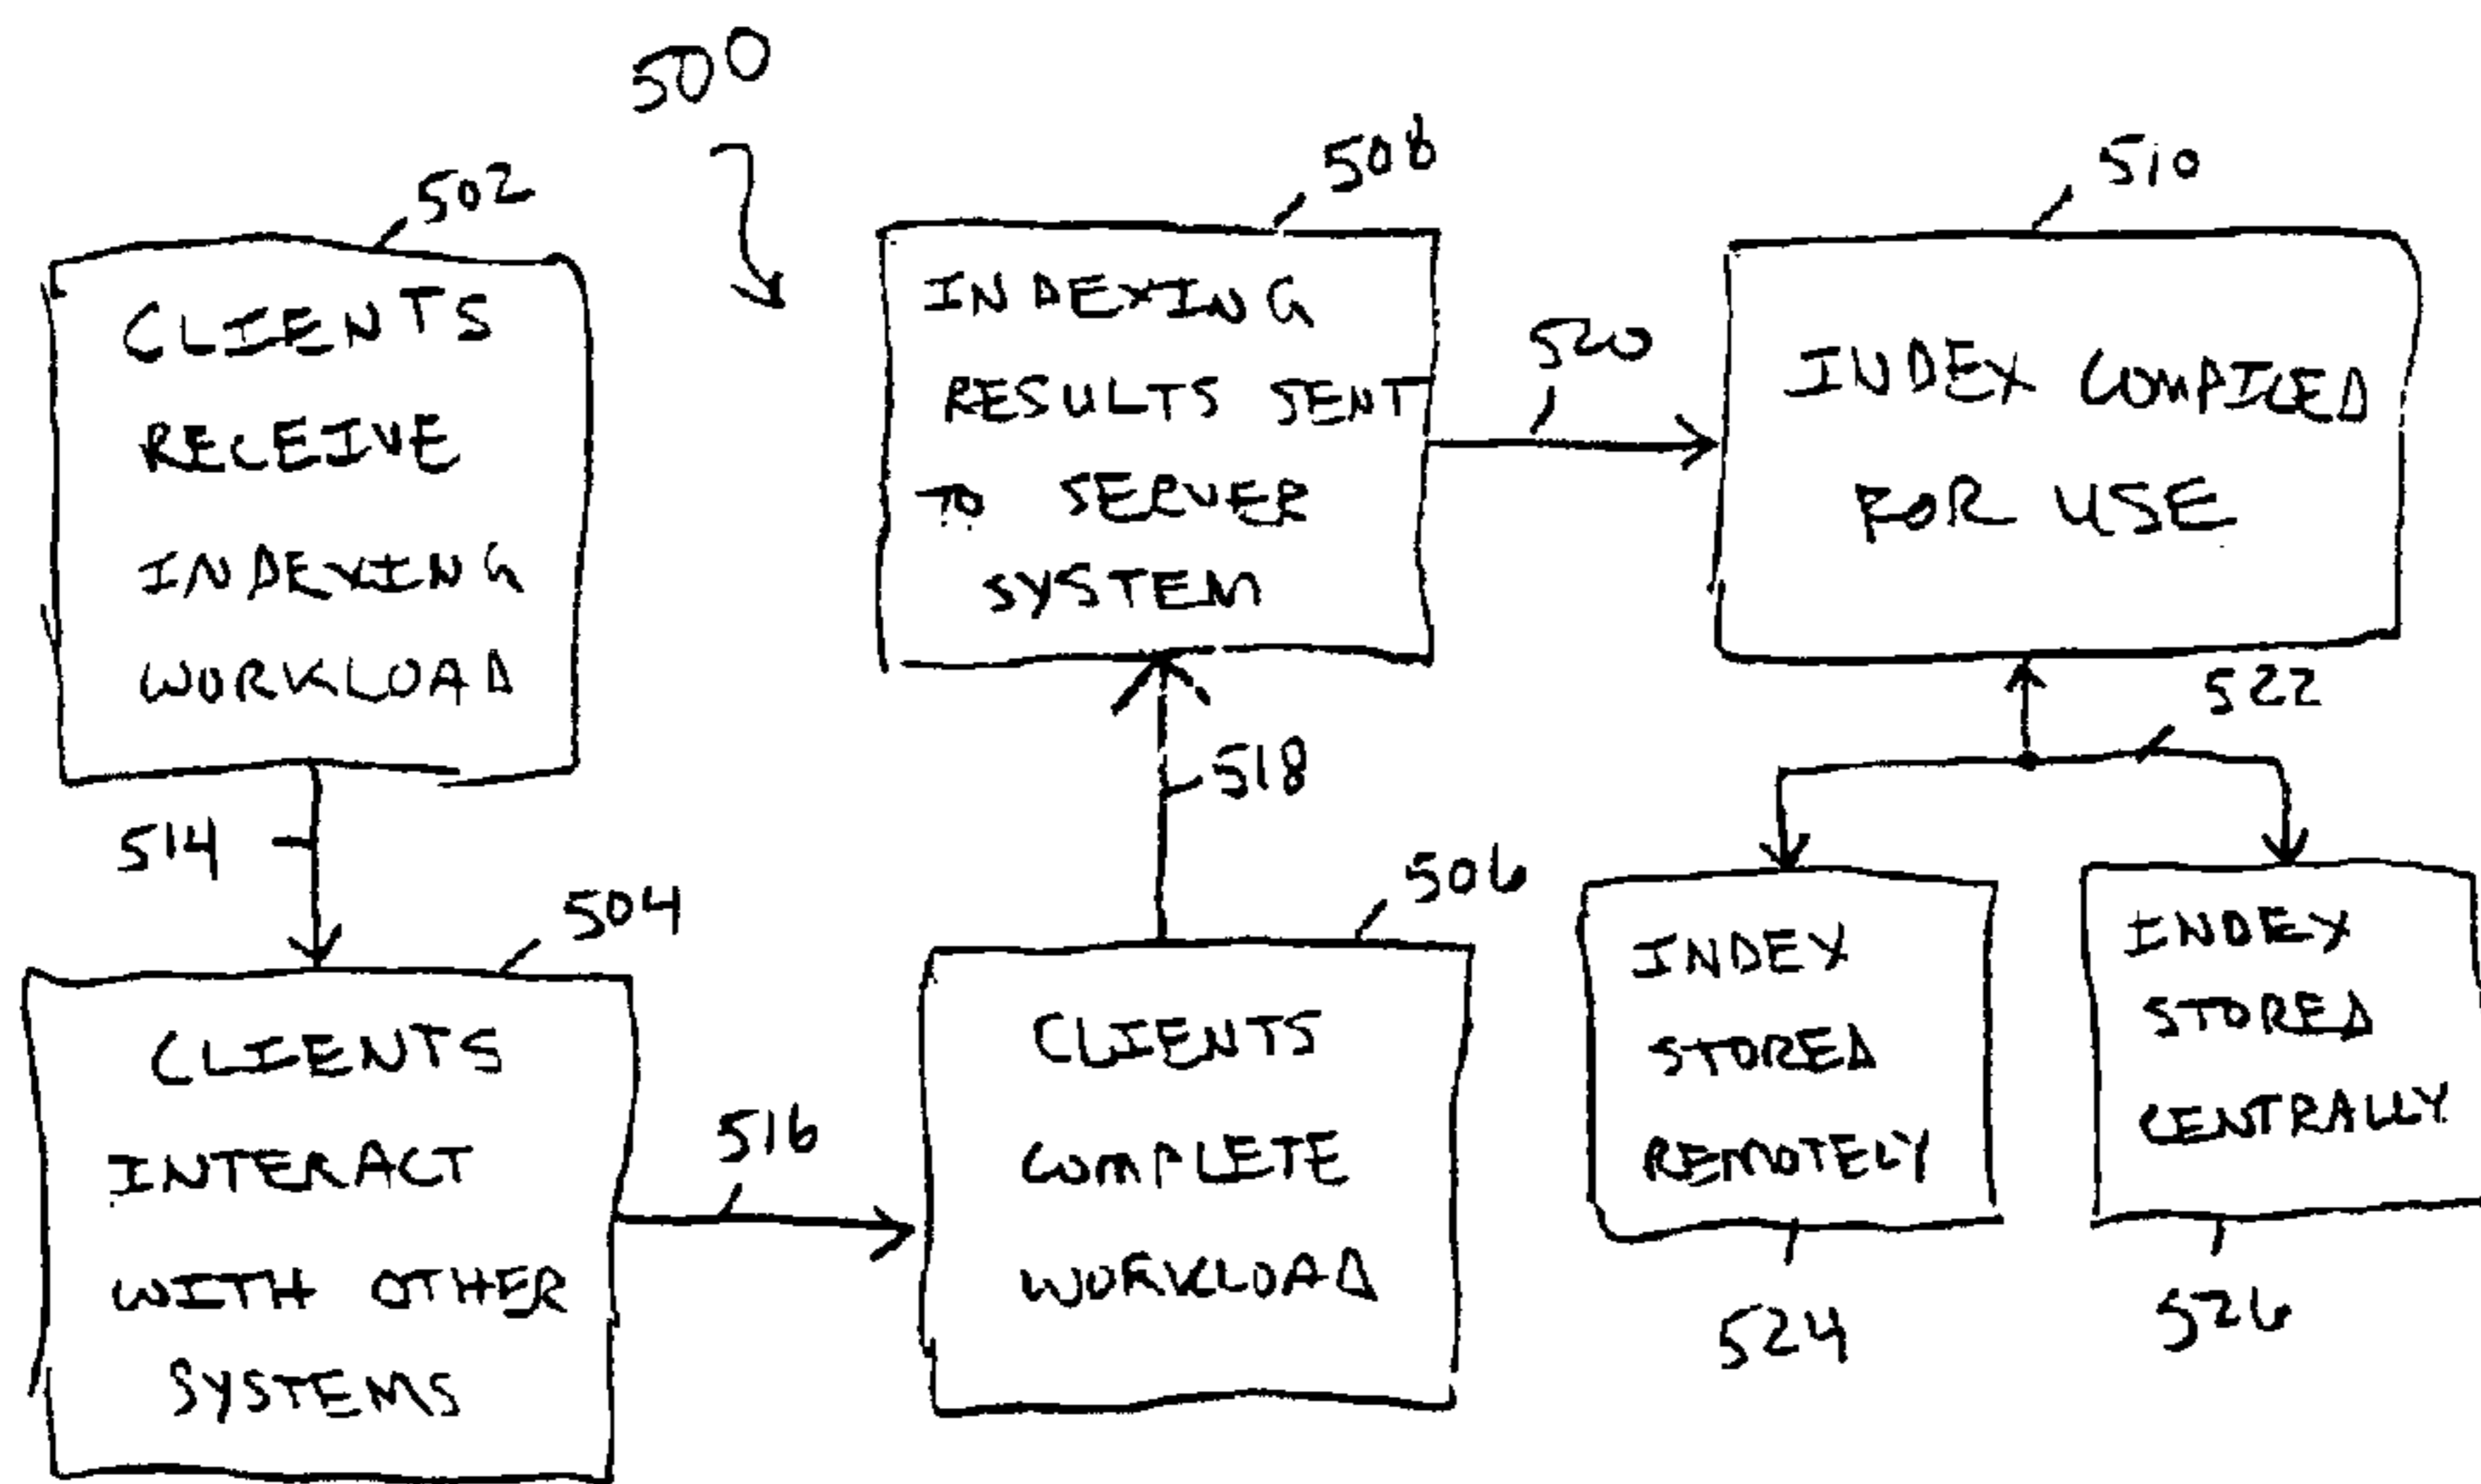 500
502
CLIENTS
RECEIVE
INDEXING
WORKLOAD
514
504
CLIENTS
INTERACT
WITH OTHER
SYSTEMS
516
506
CLIENTS
COMPLETE
WORKLOAD
518
508
INDEXING
RESULTS SENT
TO SERVER
SYSTEM
520
510
INDEX COMPILED
FOR USE
522
INDEX
STORED
REMOTELY
524
INDEX
STORED
CENTRALLY
526